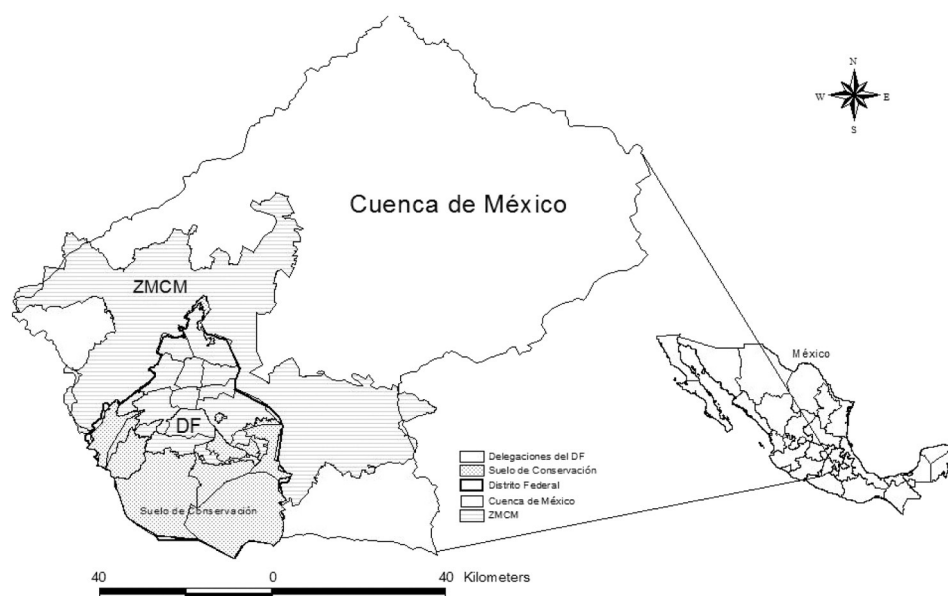 N
W E
S
Cuenca de México
ZMCM
México
DF
Delegaciones del DF
Suelo de Conservación
Distrito Federal
Cuenca de México
ZMCM
Suelo de Conservación
40 0 40 Kilometers